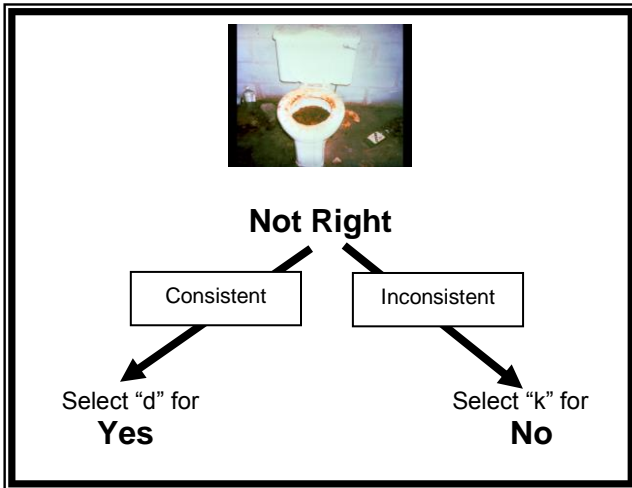 Not Right
Consistent
Inconsistent
Select “d” for
Yes
Select “k” for
No